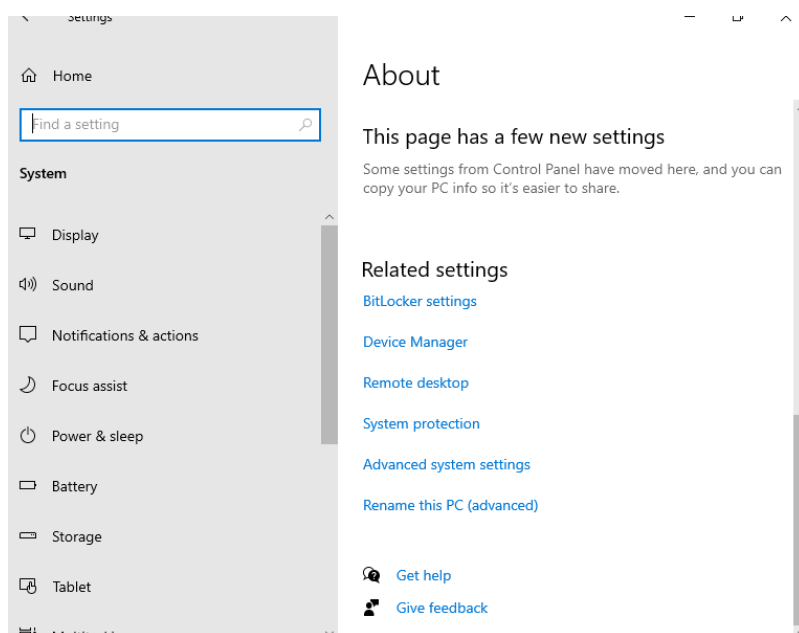 Settings
Home
Find a setting
System
Display
Sound
Notifications & actions
Focus assist
Power & sleep
Battery
Storage
Tablet
About
This page has a few new settings
Some settings from Control Panel have moved here, and you can
copy your PC info so it's easier to share.
Related settings
BitLocker settings
Device Manager
Remote desktop
System protection
Advanced system settings
Rename this PC (advanced)
Get help
Give feedback